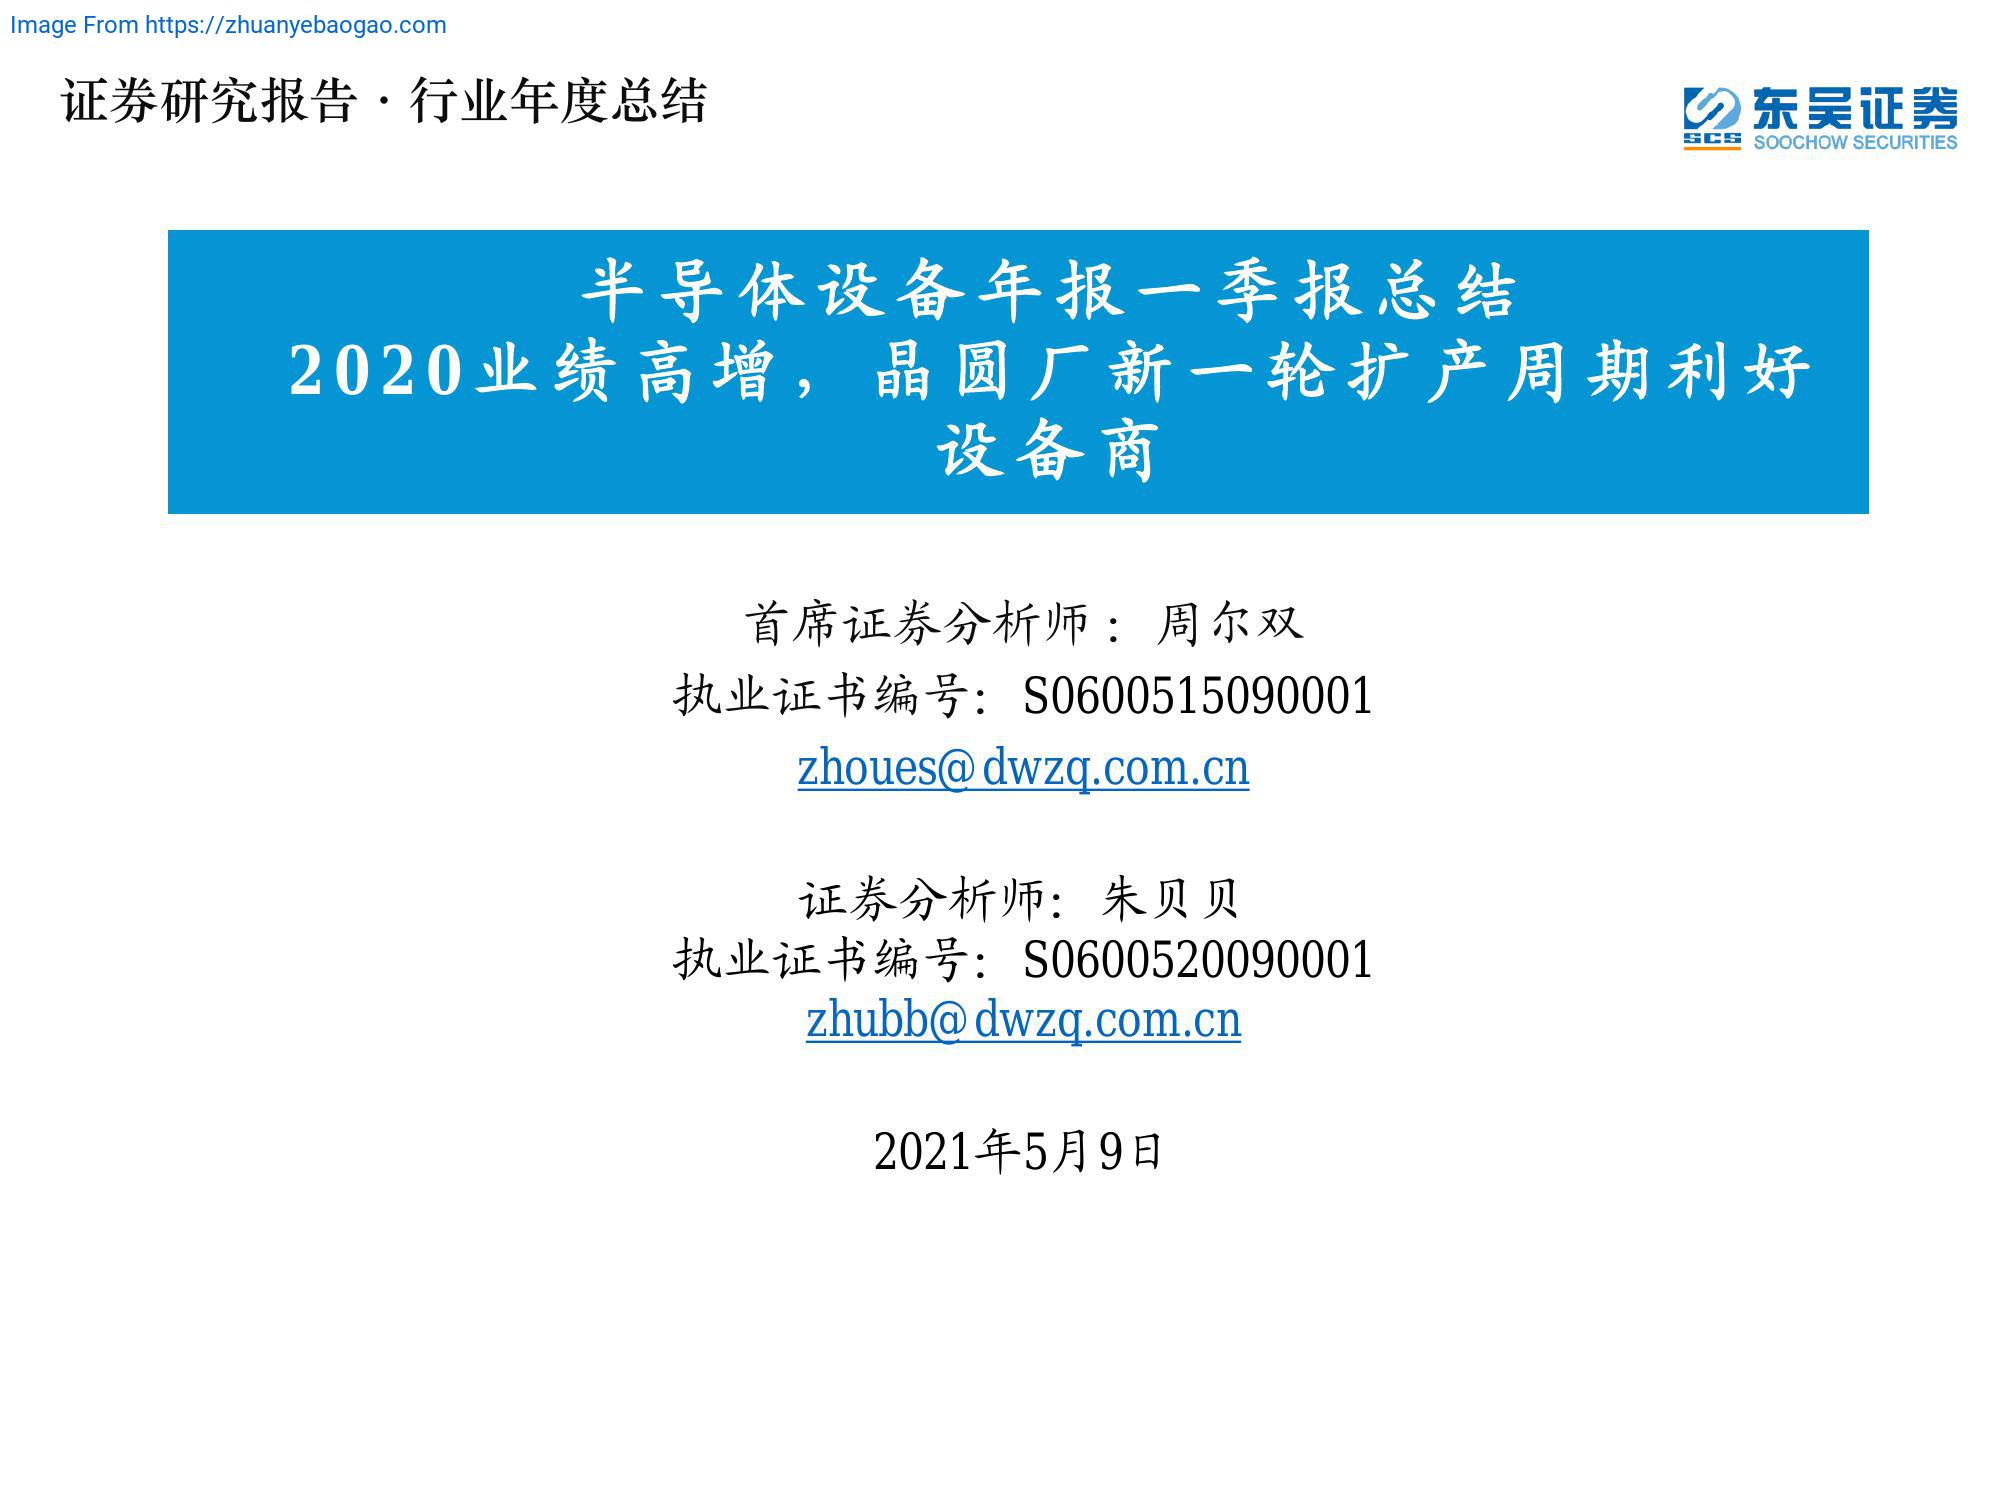 Image From https://zhuanyebaogao.com
证券研究报告·行业年度总结
东吴证券
SCS
SOOCHOW SECURITIES
半导体设备年报一季报总结
2020业绩高增，晶圆厂新一轮扩产周期利好
设备商
首席证券分析师：周尔双
执业证书编号：S0600515090001
zhoues@dwzq.com.cn
证券分析师：朱贝贝
执业证书编号：S0600520090001
zhubb@dwzq.com.cn
2021年5月9日